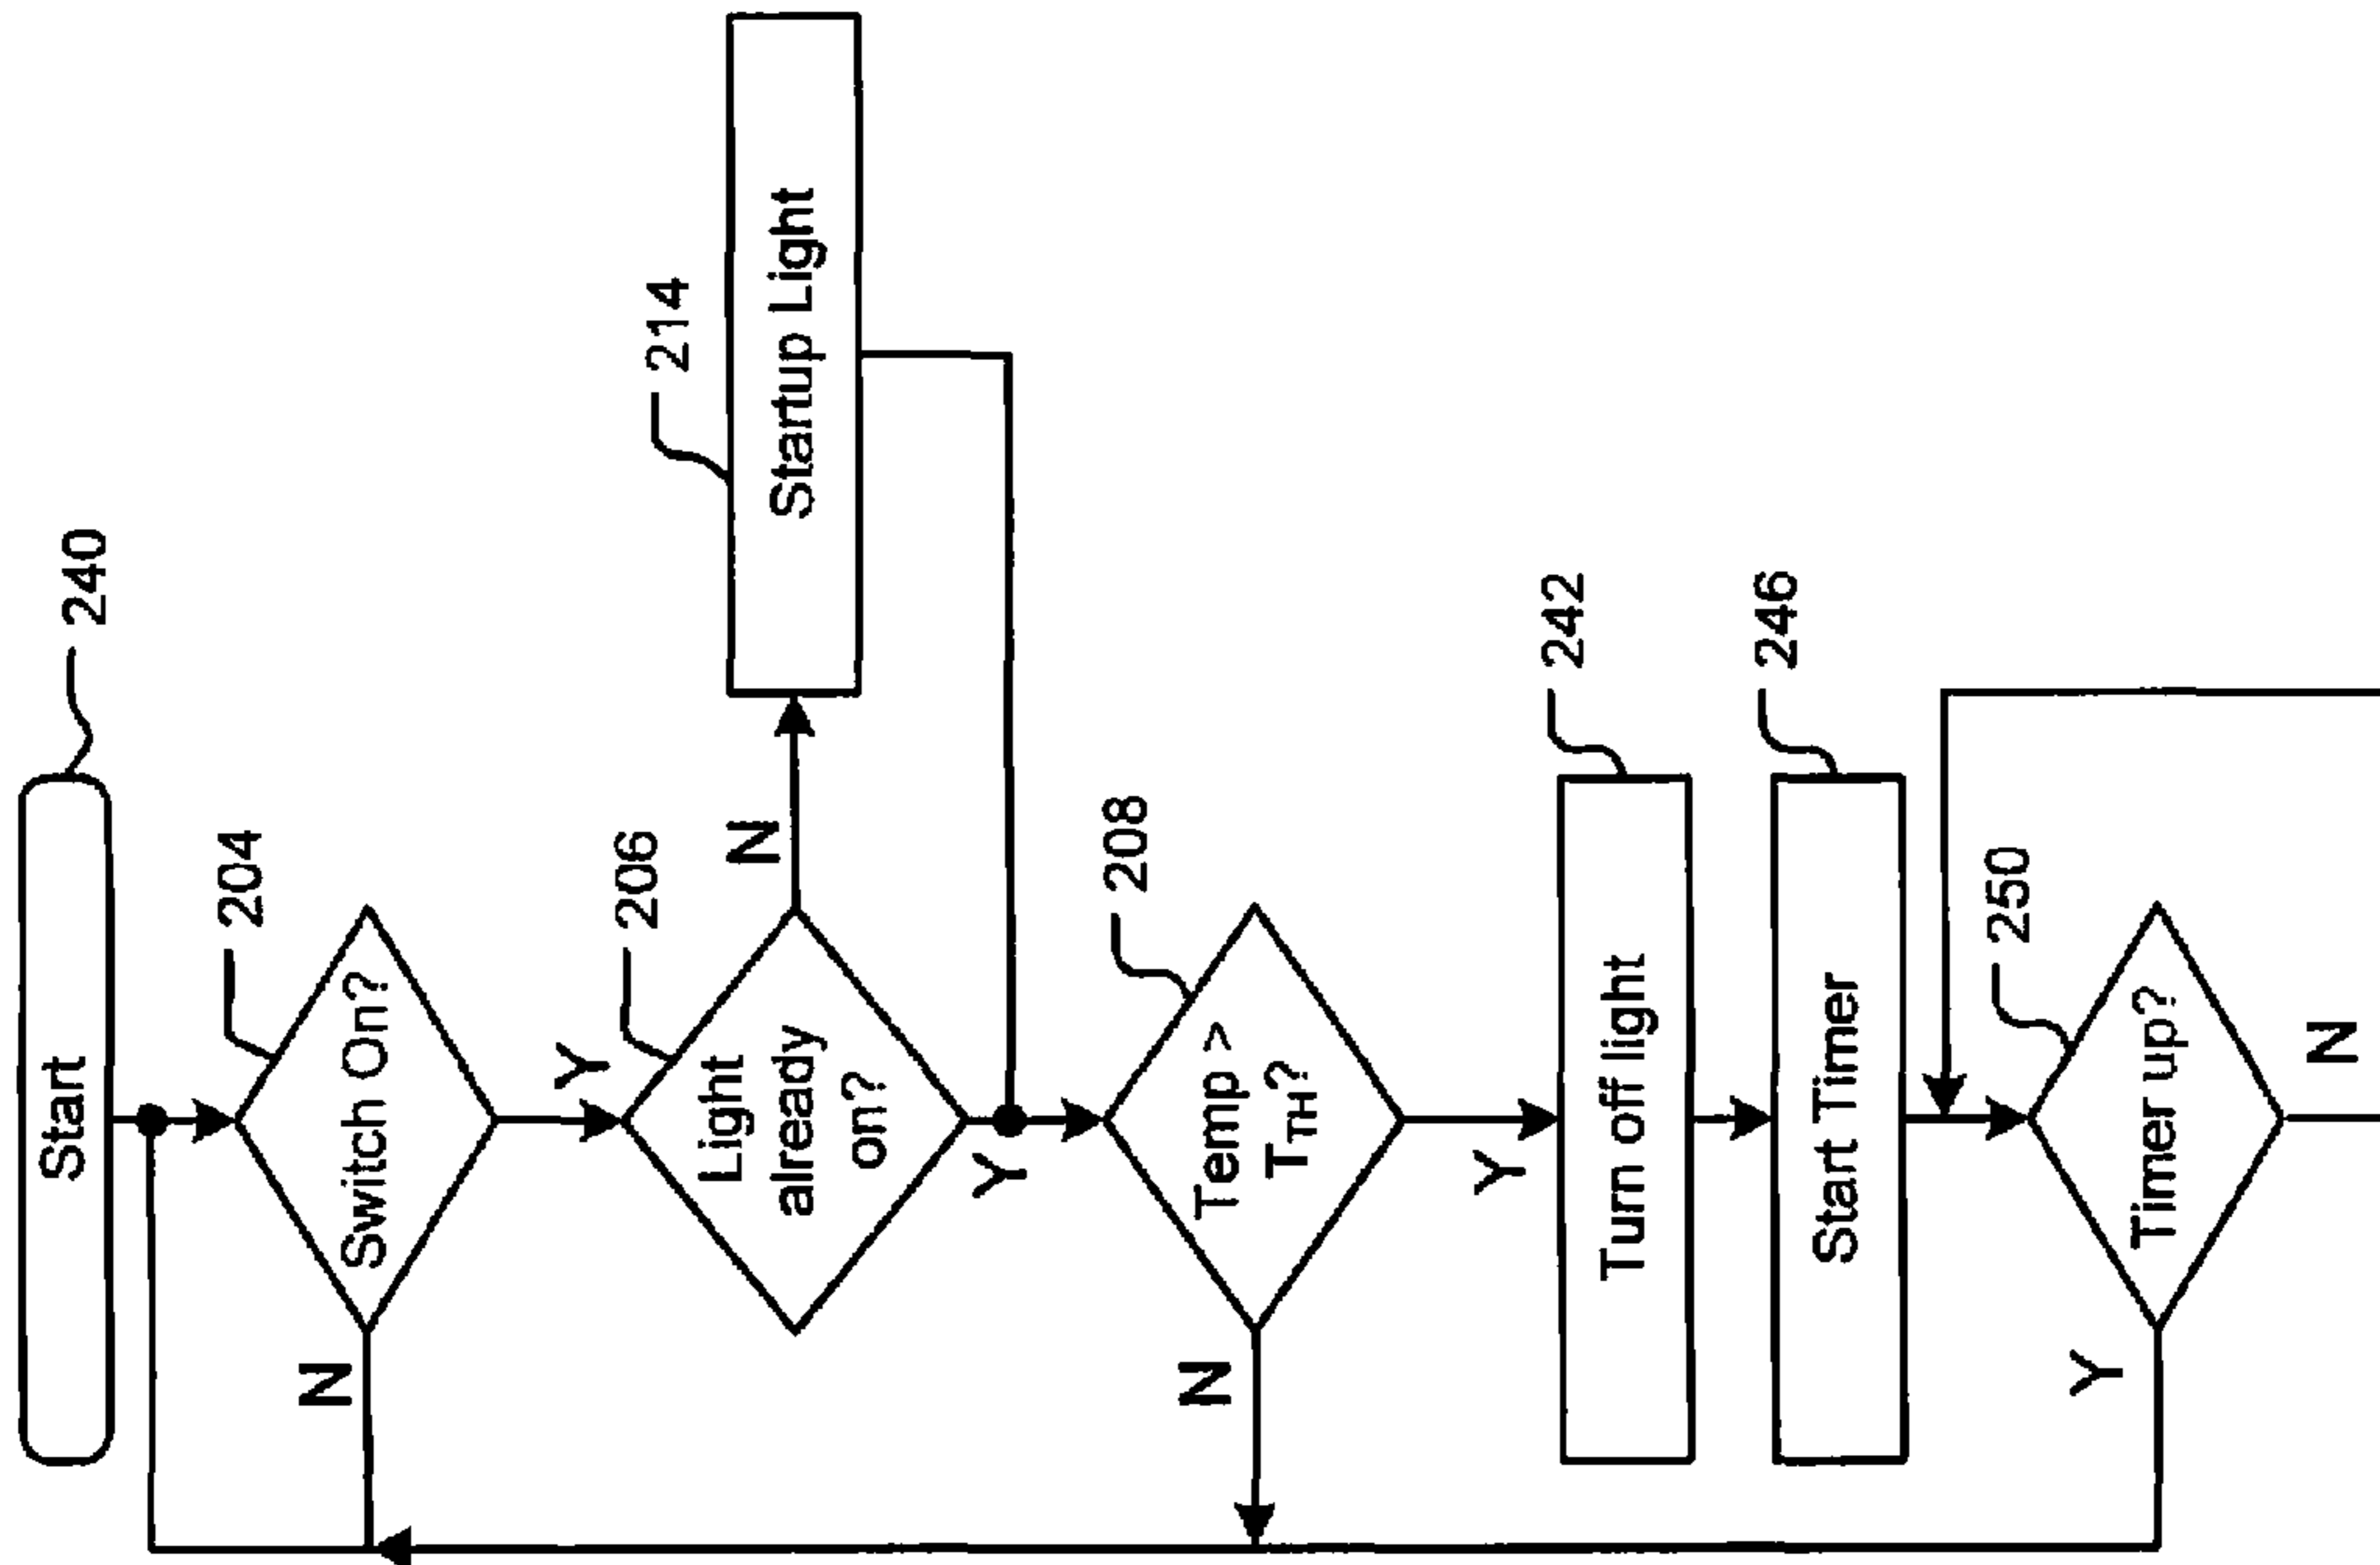 Start
240
204
Switch On?
N
Y
206
Light
already
on?
N
214
Startup Light
Y
208
Temp >
TTH?
N
Y
242
Turn off light
246
Start Timer
250
Timer up?
Y
N